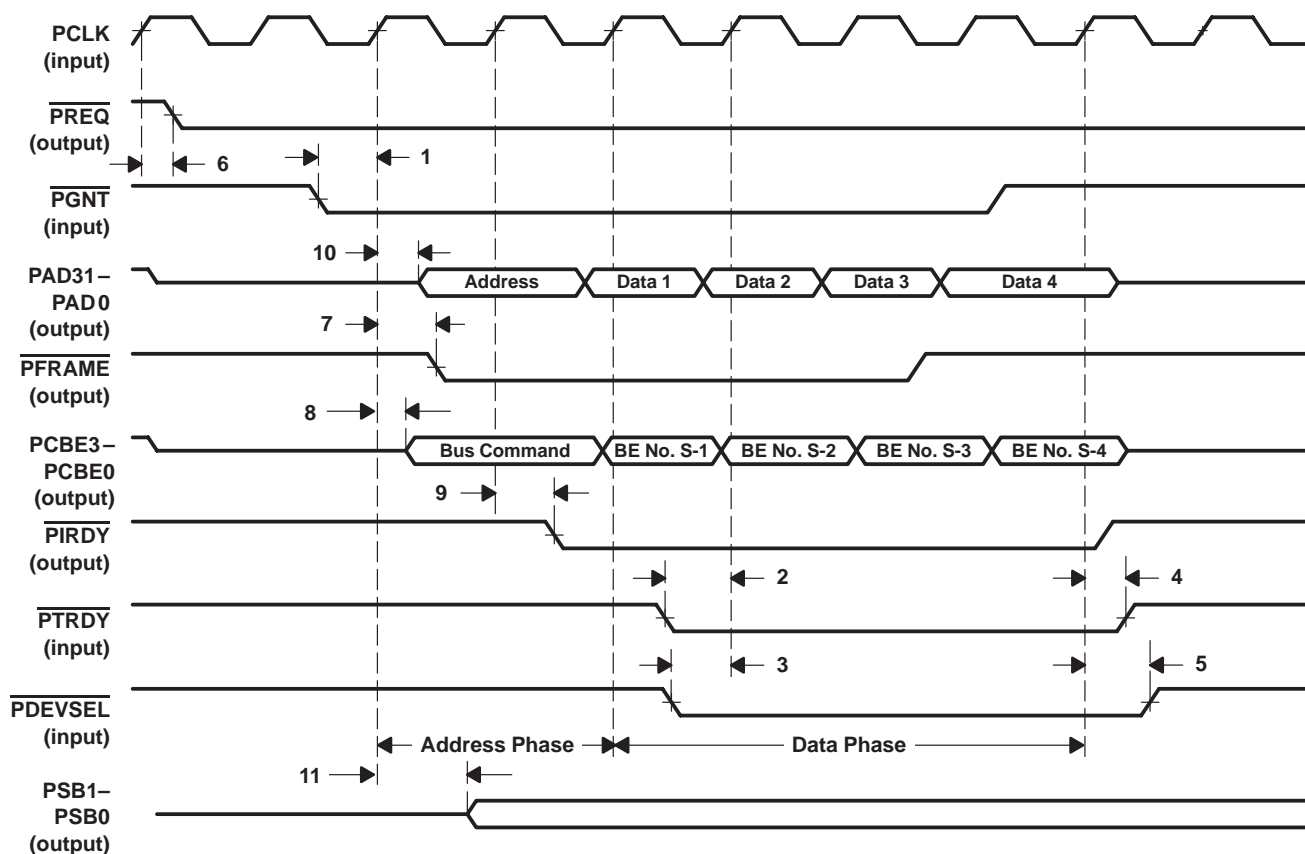 PCLK
(input)
PREQ
(output)
6
1
PGNT
(input)
10
PAD31–
PAD0
(output)
Address
Data 1
Data 2
Data 3
Data 4
7
PFRAME
(output)
8
PCBE3–
PCBE0
(output)
Bus Command
BE No. S-1
BE No. S-2
BE No. S-3
BE No. S-4
9
PIRDY
(output)
2
4
PTRDY
(input)
3
5
PDEVSEL
(input)
Address Phase
Data Phase
11
PSB1–
PSB0
(output)